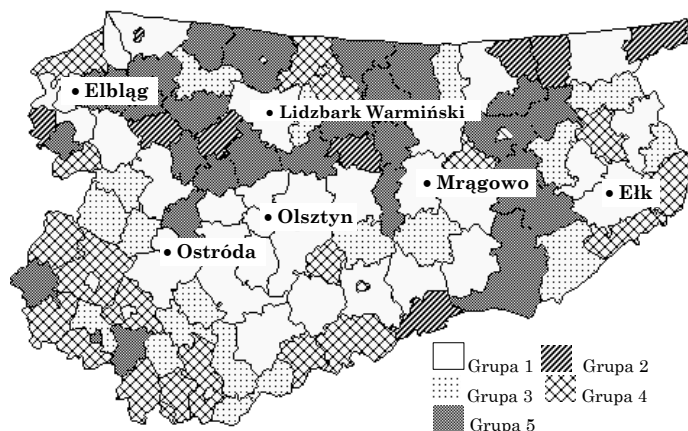 Elbląg
Lidzbark Warmiński
Mrągowo
Ełk
Olsztyn
Ostróda
Grupa 1 Grupa 2
Grupa 3 Grupa 4
Grupa 5